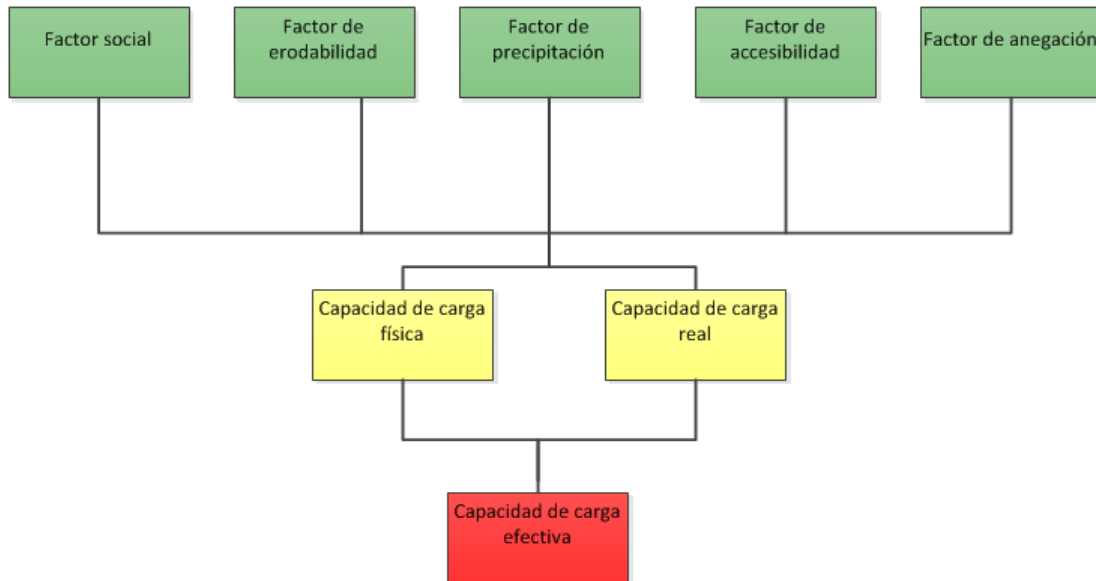 Factor social
Factor de
erodabilidad
Factor de
precipitación
Factor de
accesibilidad
Factor de anegación
Capacidad de carga
física
Capacidad de carga
real
Capacidad de carga
efectiva